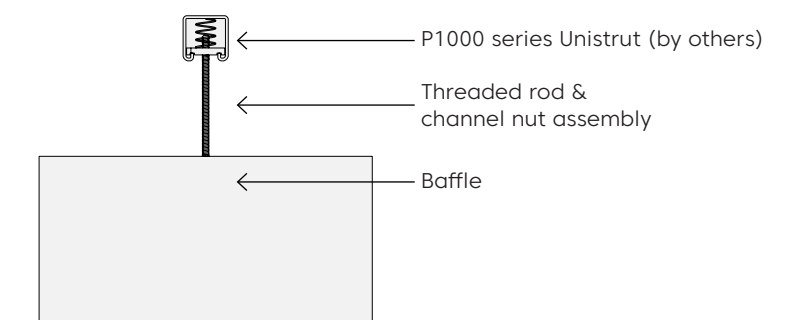 P1000 series Unistrut (by others)
Threaded rod &
channel nut assembly
Baffle